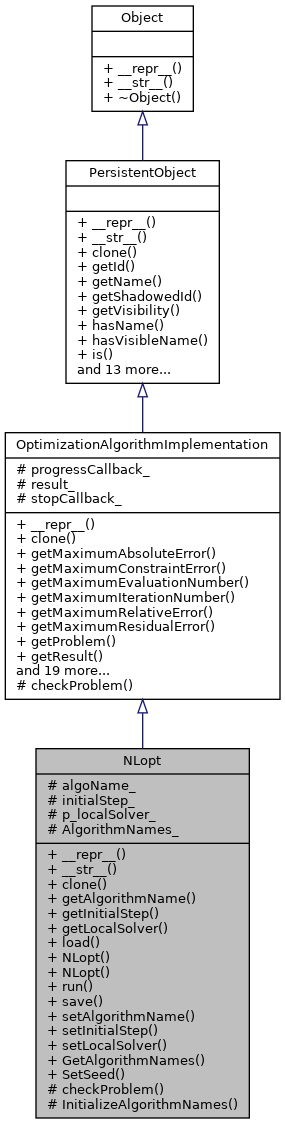 Object
+ __repr__()
+ __str__()
+ ~Object()
PersistentObject
+ __repr__()
+ __str__()
+ clone()
+ getId()
+ getName()
+ getShadowedId()
+ getVisibility()
+ hasName()
+ hasVisibleName()
+ is()
and 13 more...
OptimizationAlgorithmImplementation
# progressCallback_
# result_
# stopCallback_
+ __repr__()
+ clone()
+ getMaximumAbsoluteError()
+ getMaximumConstraintError()
+ getMaximumEvaluationNumber()
+ getMaximumIterationNumber()
+ getMaximumRelativeError()
+ getMaximumResidualError()
+ getProblem()
+ getResult()
and 19 more...
# checkProblem()
NLopt
# algoName_
# initialStep_
# p_localSolver_
# AlgorithmNames_
+ __repr__()
+ __str__()
+ clone()
+ getAlgorithmName()
+ getInitialStep()
+ getLocalSolver()
+ load()
+ NLopt()
+ NLopt()
+ run()
+ save()
+ setAlgorithmName()
+ setInitialStep()
+ setLocalSolver()
+ GetAlgorithmNames()
+ SetSeed()
# checkProblem()
# InitializeAlgorithmNames()